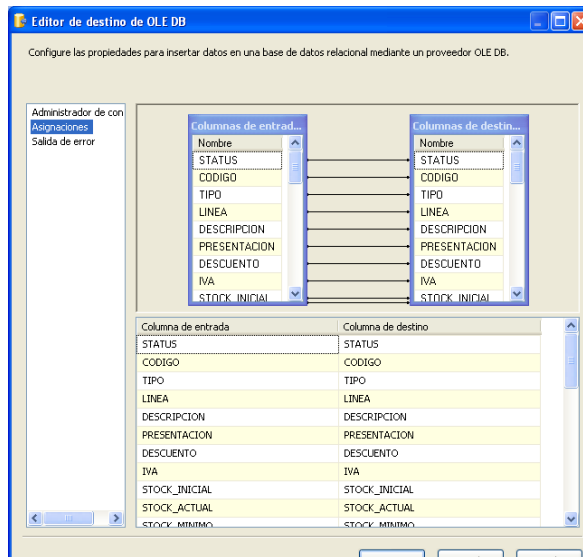 Editor de destino de OLE DB
Configure las propiedades para insertar datos en una base de datos relacional mediante un proveedor OLE DB.
Administrador de con
Asignaciones
Salida de error
Columnas de entrad...
Nombre
STATUS
CODIGO
TIPO
LINEA
DESCRIPCION
PRESENTACION
DESCUENTO
IVA
STOCK_INICIAL
Columnas de destin...
Nombre
STATUS
CODIGO
TIPO
LINEA
DESCRIPCION
PRESENTACION
DESCUENTO
IVA
STOCK_INICIAL
Columna de entrada Columna de destino
STATUS STATUS
CODIGO CODIGO
TIPO TIPO
LINEA LINEA
DESCRIPCION DESCRIPCION
PRESENTACION PRESENTACION
DESCUENTO DESCUENTO
IVA IVA
STOCK_INICIAL STOCK_INICIAL
STOCK_ACTUAL STOCK_ACTUAL
STOCK_MINIMO STOCK_MINIMO